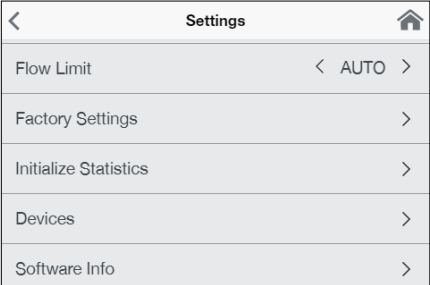 Settings
Flow Limit AUTO
Factory Settings
Initialize Statistics
Devices
Software Info